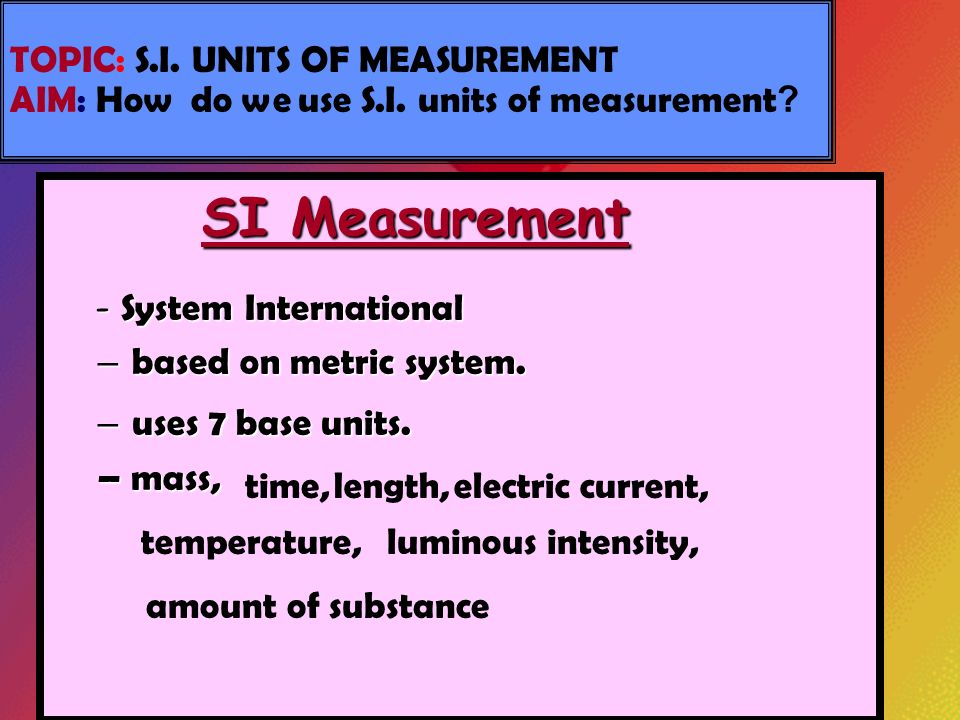 TOPIC: S.I. UNITS OF MEASUREMENT
AIM: How do we use S.I. units of measurement?
SI Measurement
- System International
– based on metric system.
– uses 7 base units.
– mass, time, length, electric current,
temperature, luminous intensity,
amount of substance